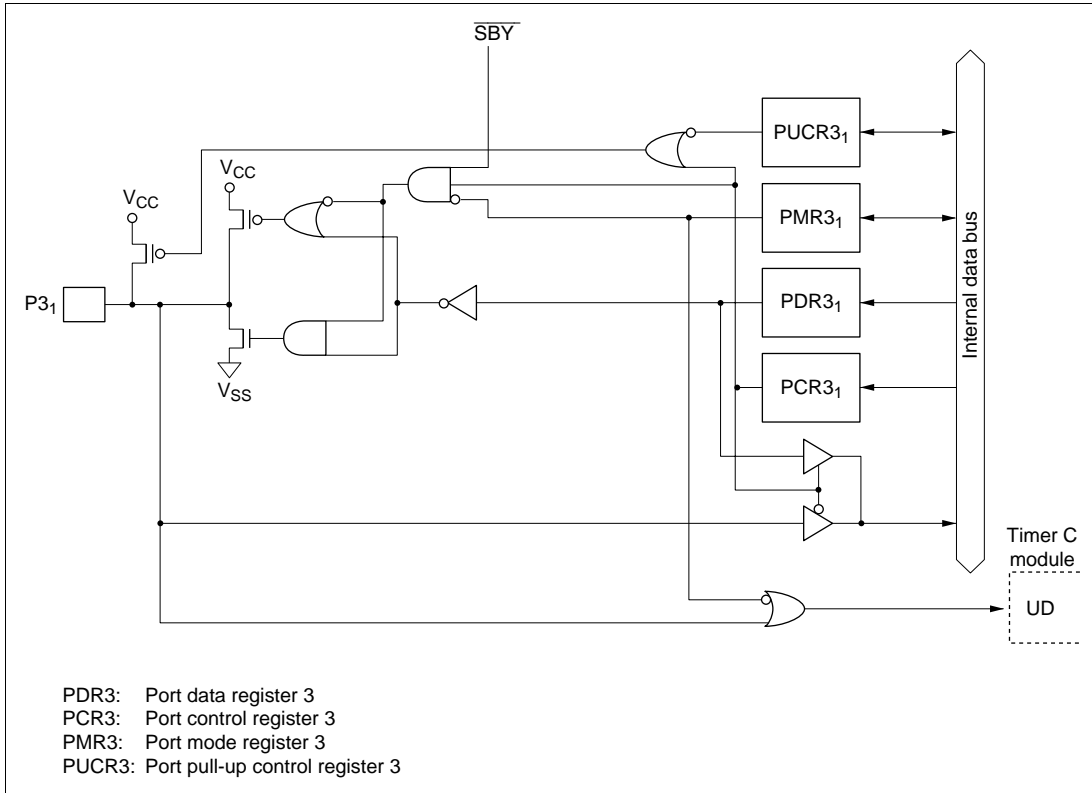 SBY
PUCR3₁
VCC
VCC
PMR3₁
Internal data bus
PDR3₁
P3₁
PCR3₁
VSS
Timer C
module
UD
PDR3: Port data register 3
PCR3: Port control register 3
PMR3: Port mode register 3
PUCR3: Port pull-up control register 3